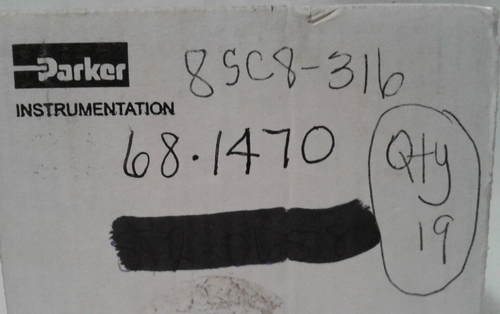 Parker
8SC8-316
INSTRUMENTATION
68.1470
Qty
19